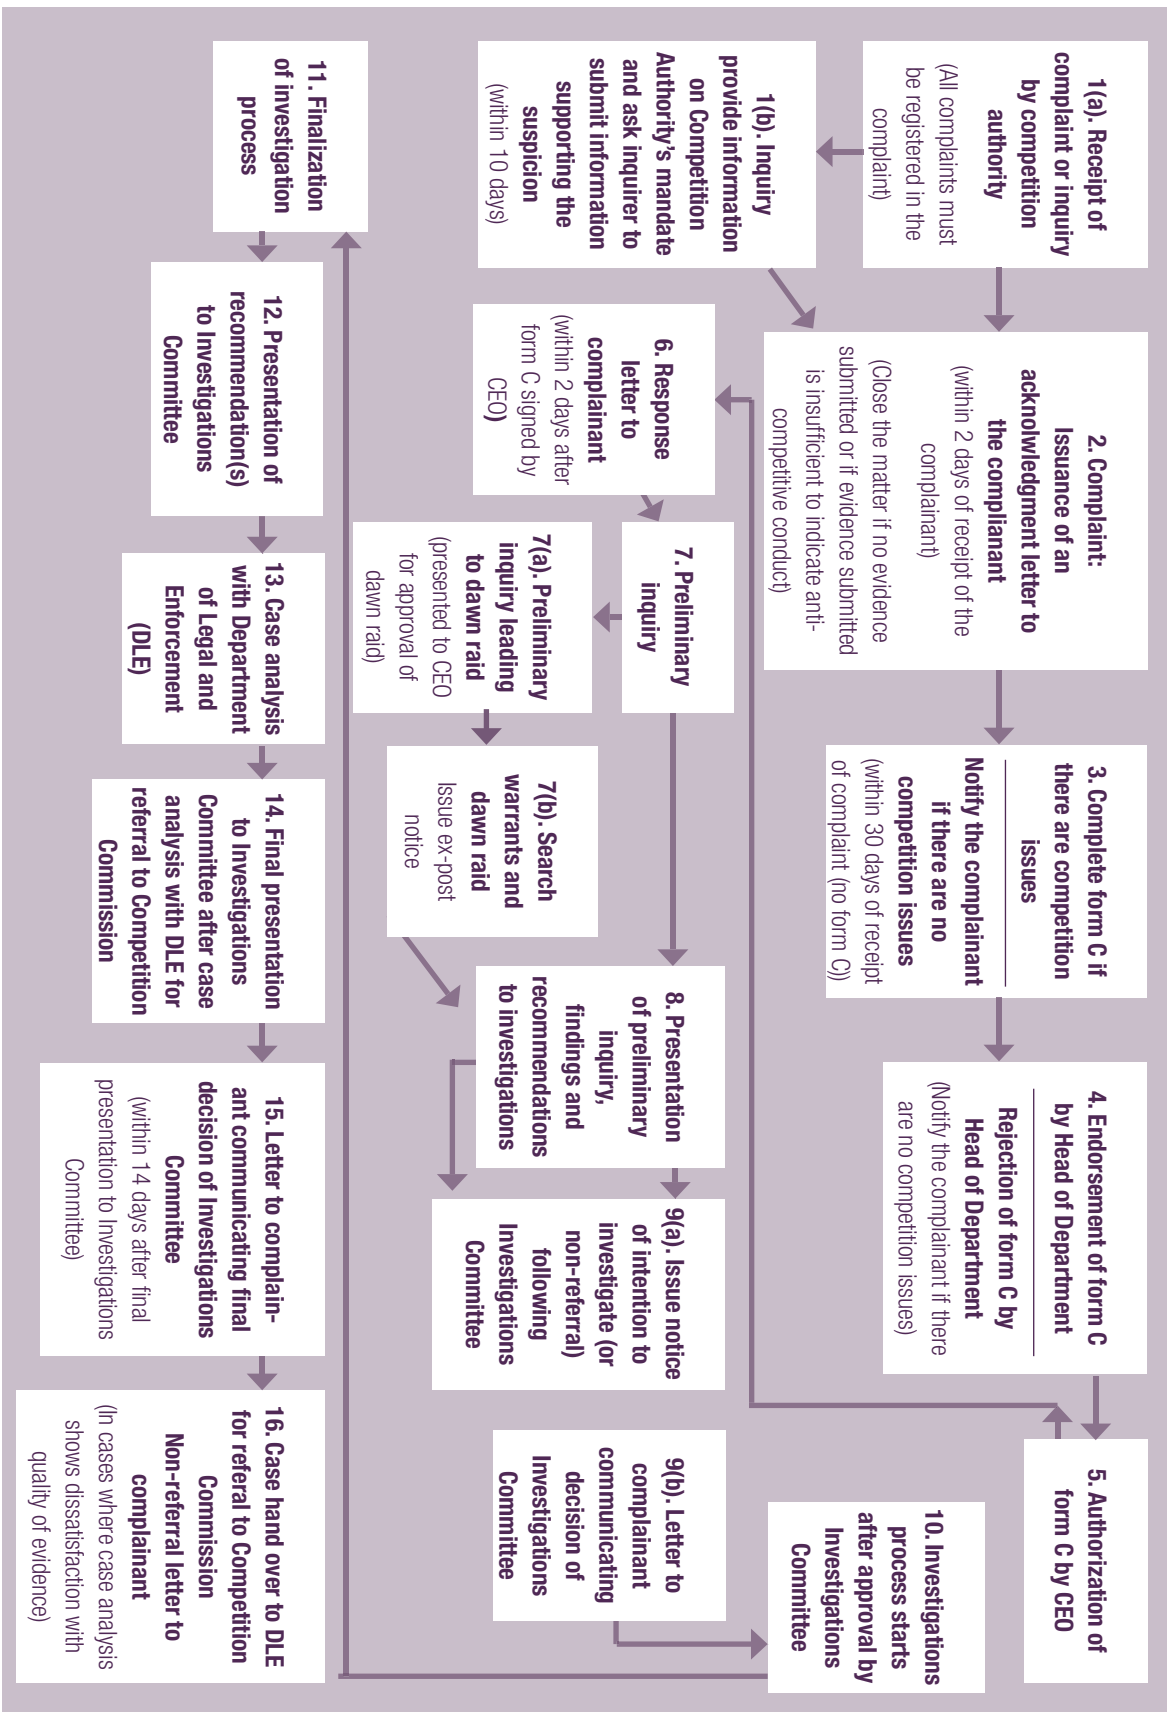 1(a). Receipt of
complaint or inquiry
by competition
authority
(All complaints must
be registered in the
complaint)
1(b). Inquiry
provide information
on Competition
Authority's mandate
and ask inquirer to
submit information
supporting the
suspicion
(within 10 days)
2. Complaint:
Issuance of an
acknolwledgment letter to
the complianant
(within 2 days of receipt of the
complainant)
(Close the matter if no evidence
submitted or if evidence submitted
is insufficient to indicate anti-
competitive conduct)
3. Complete form C if
there are competition
issues
Notify the complainant
if there are no
competition issues
(within 30 days of receipt
of complaint (no form C))
4. Endorsement of form C
by Head of Department
Rejection of form C by
Head of Department
(Notify the complainant if there
are no competition issues)
5. Authorization of
form C by CEO
6. Response
letter to
complainant
(within 2 days after
form C signed by
CEO)
7. Preliminary
inquiry
7(a). Preliminary
inquiry leading
to dawn raid
(presented to CEO
for approval of
dawn raid)
7(b). Search
warrants and
dawn raid
Issue ex-post
notice
8. Presentation
of preliminary
inquiry,
findings and
recommendations
to investigations
9(a). Issue notice
of intention to
investigate (or
non-referral)
following
Investigations
Committee
9(b). Letter to
complainant
communicating
decision of
Investigations
Committee
10. Investigations
process starts
after approval by
Investigations
Committee
11. Finalization
of investigation
process
12. Presentation of
recommendation(s)
to Investigations
Committee
13. Case analysis
with Department
of Legal and
Enforcement
(DLE)
14. Final presentation
to Investigations
Committee after case
analysis with DLE for
referral to Competition
Commission
15. Letter to complain-
ant communicating final
decision of Investigations
Committee
(within 14 days after final
presentation to Investigations
Committee)
16. Case hand over to DLE
for referal to Competition
Commission
Non-referral letter to
complainant
(In cases where case analysis
shows dissatisfaction with
quality of evidence)